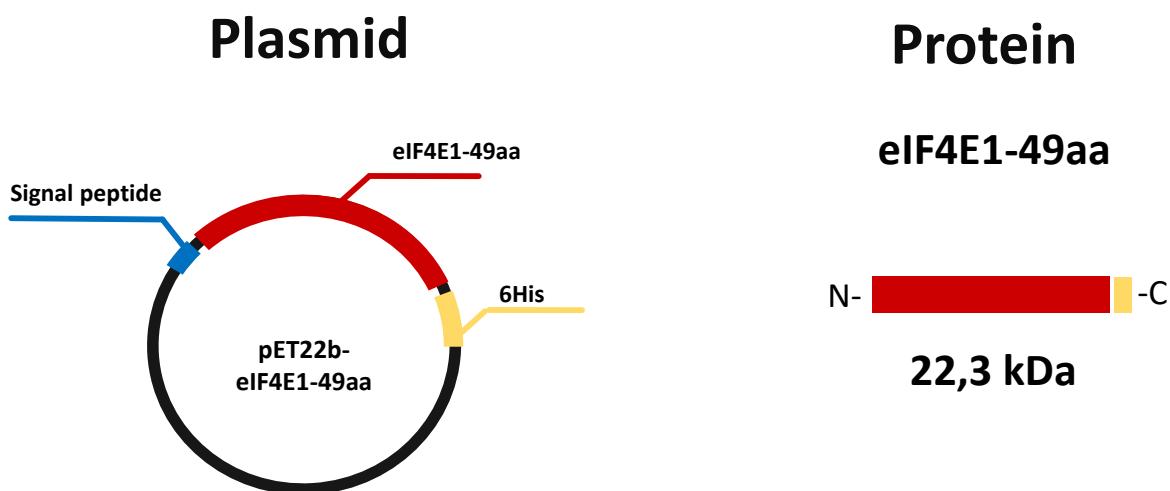 Plasmid
eIF4E1-49aa
Signal peptide
6His
pET22b-
eIF4E1-49aa
Protein
eIF4E1-49aa
N-
-C
22,3 kDa